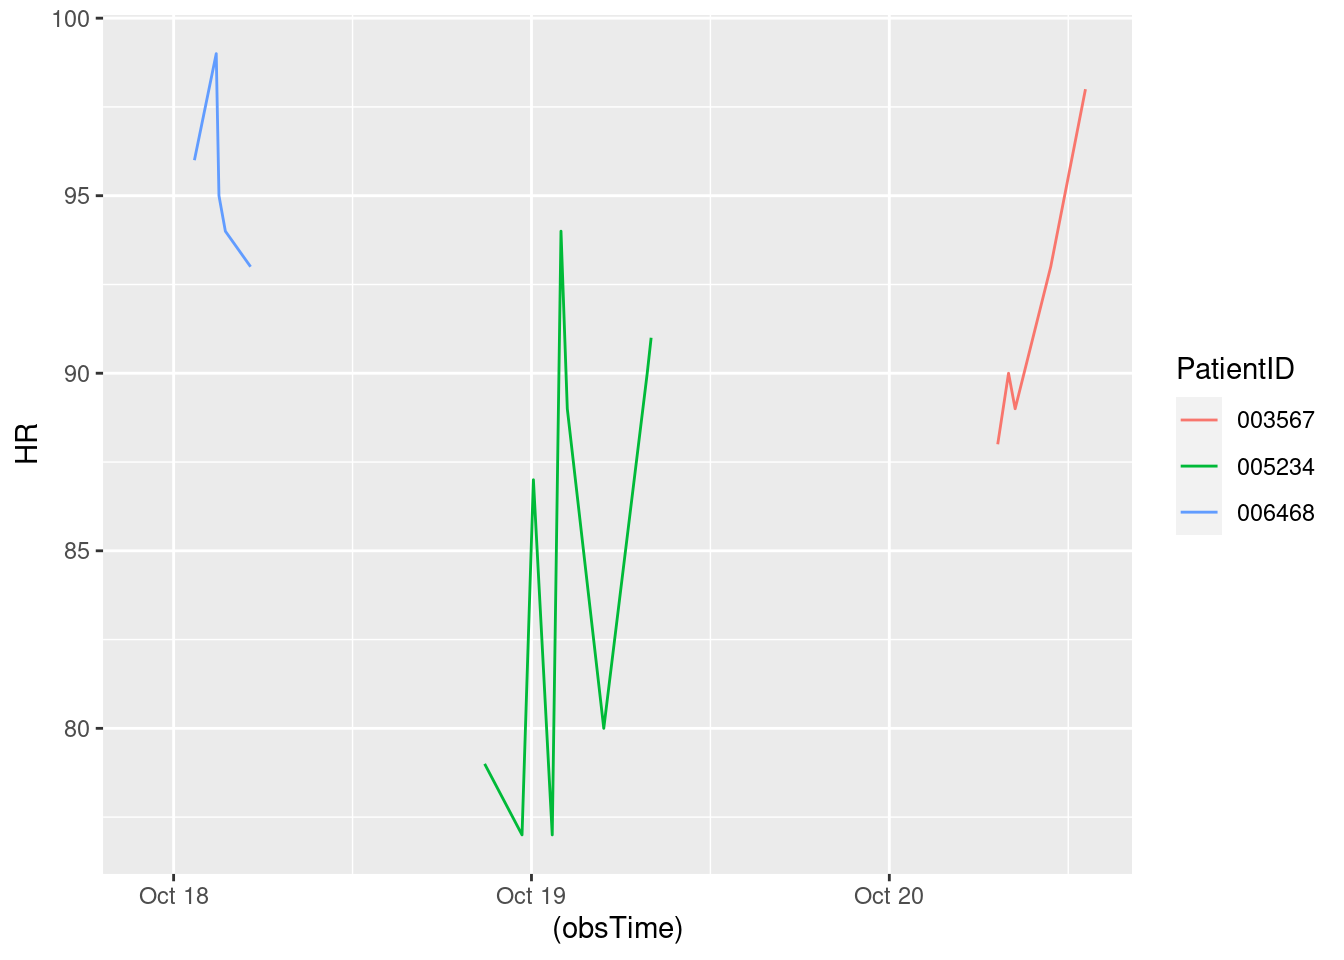 100
95
90
85
80
HR
Oct 18
Oct 19
Oct 20
(obsTime)
PatientID
003567
005234
006468